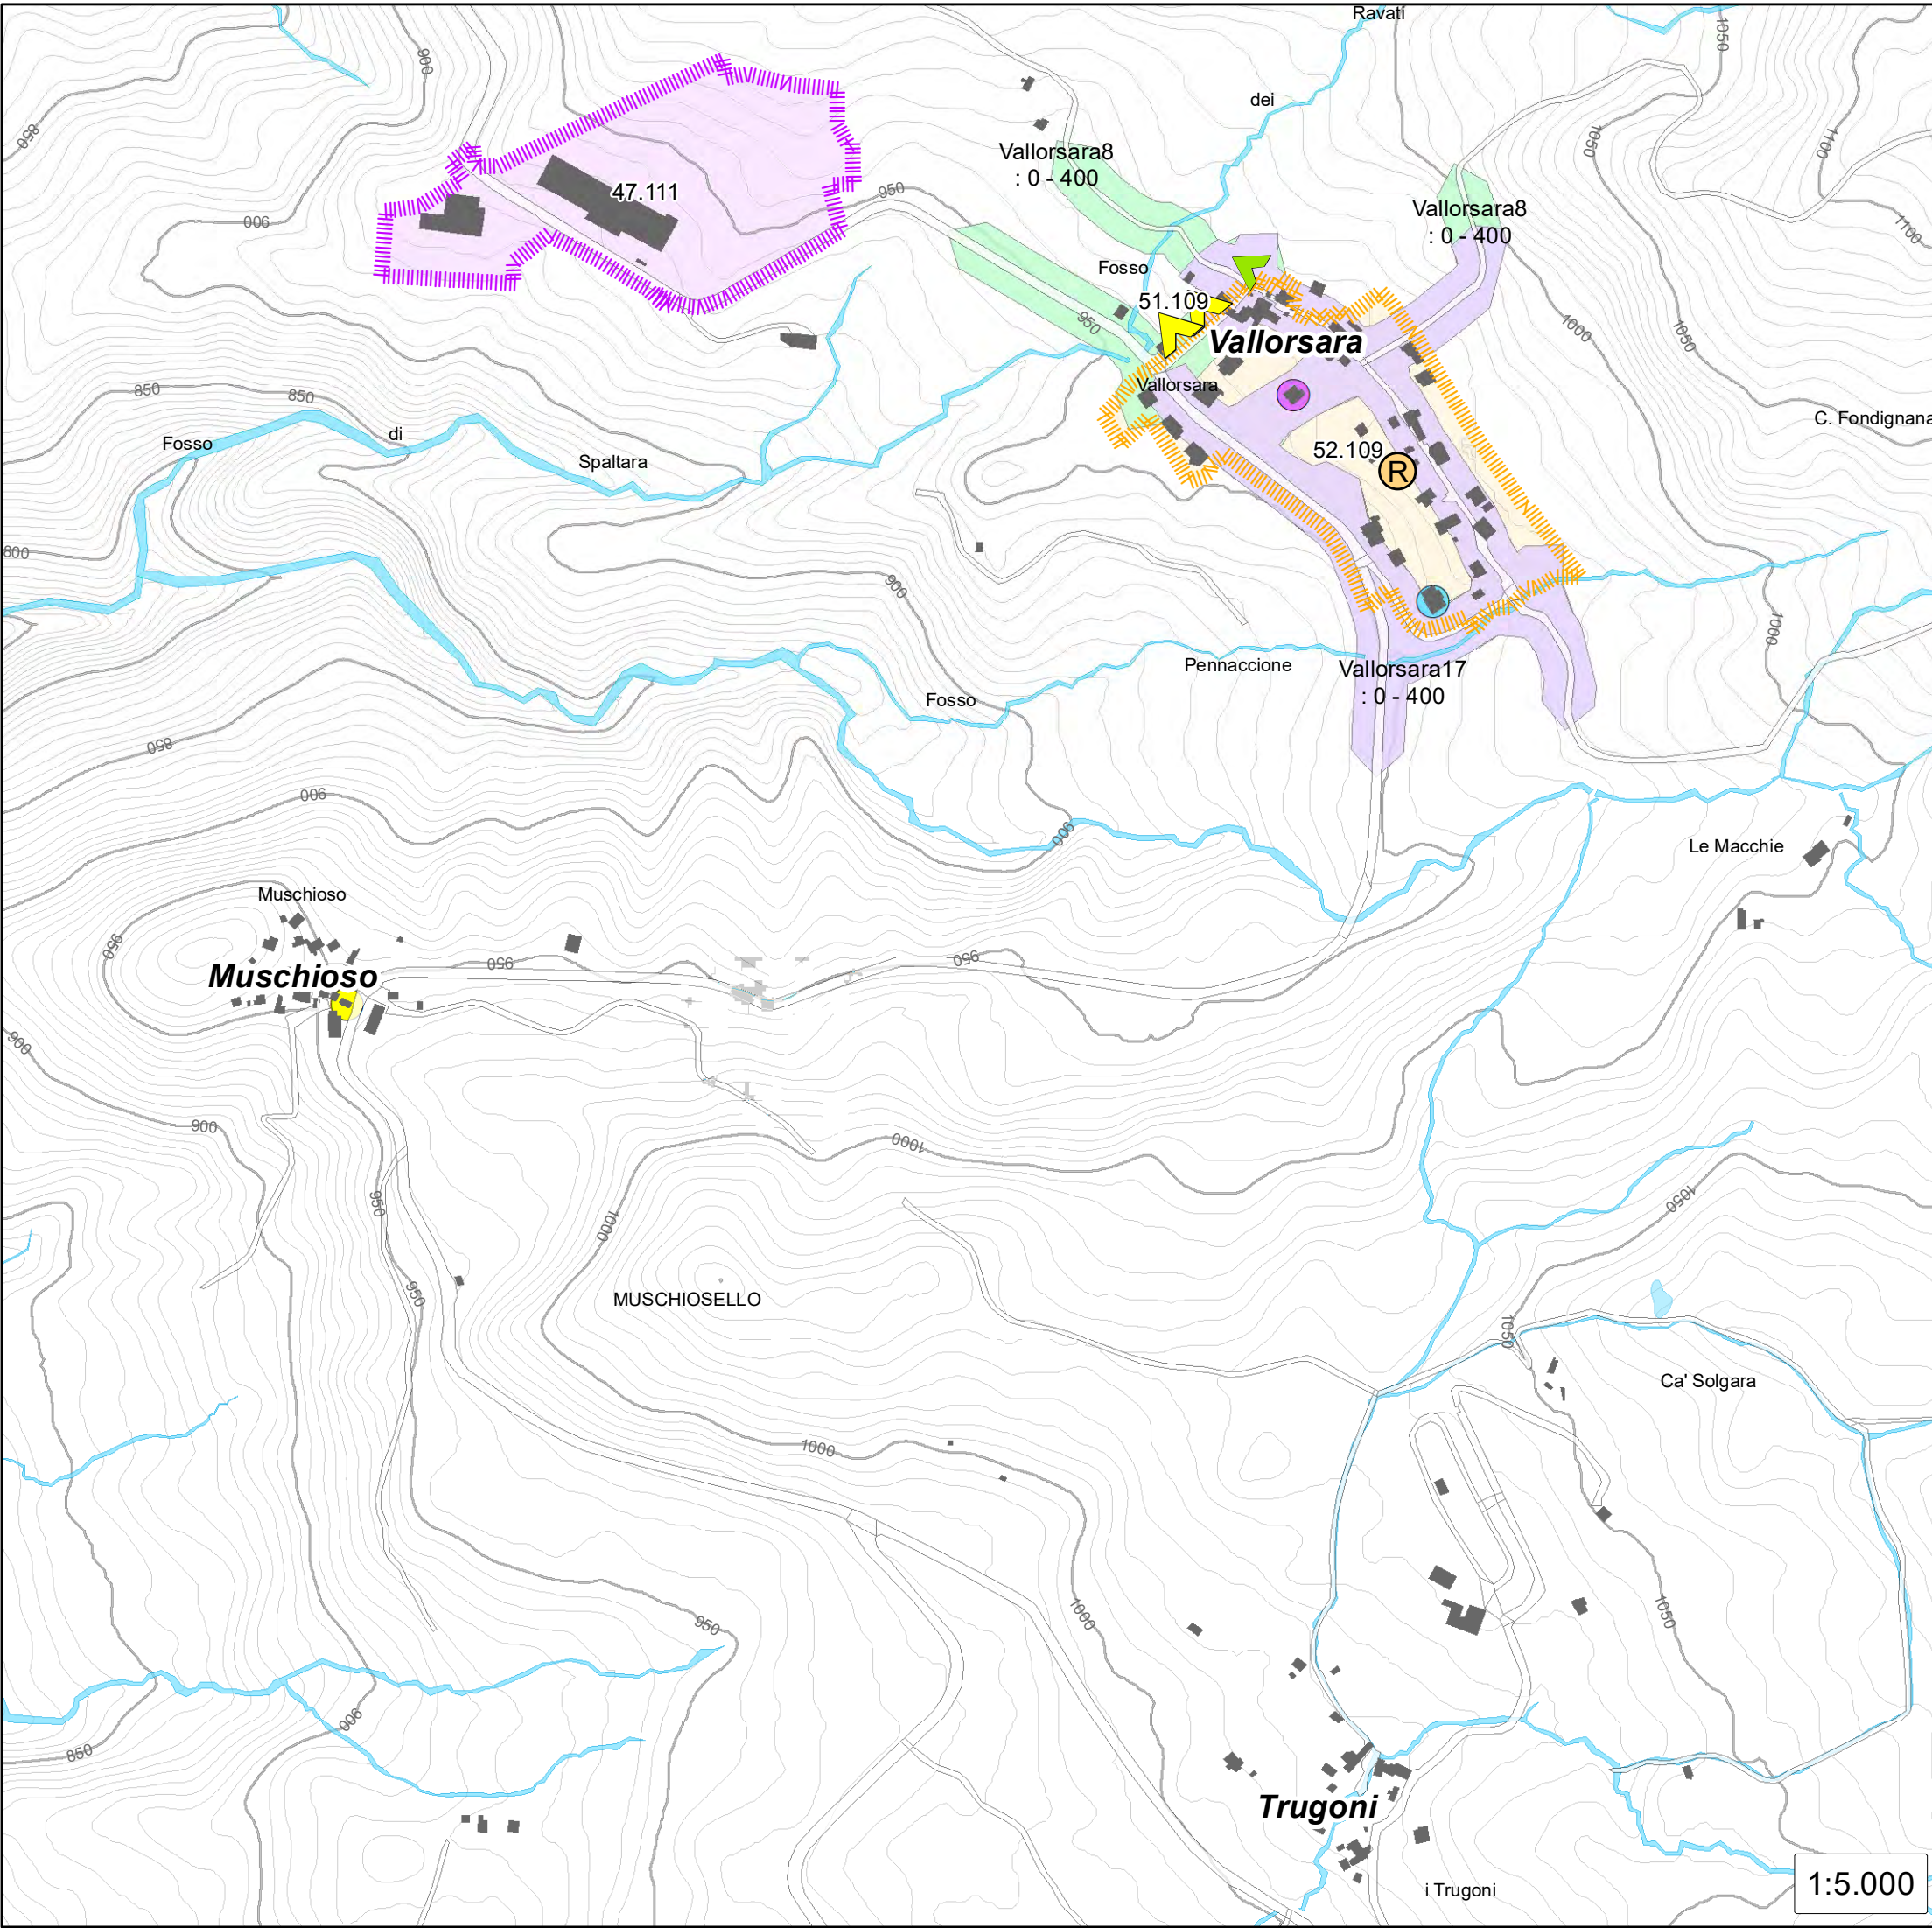 Ravati
1050
900
dei
850
1050
1100
Vallorsara8
: 0 - 400
47.111
950
Vallorsara8
: 0 - 400
900
1100
Fosso
51.109
950
1000
1050
Vallorsara
850
850
Vallorsara
C. Fondignana
Fosso
di
Spaltara
52.109
R
800
900
1000
Pennaccione
Vallorsara17
: 0 - 400
Fosso
850
900
900
Le Macchie
Muschioso
950
950
950
Muschioso
900
900
1000
950
1000
1050
950
MUSCHIOSELLO
1050
Ca' Solgara
1000
1000
1050
950
900
850
Trugoni
i Trugoni
1:5.000